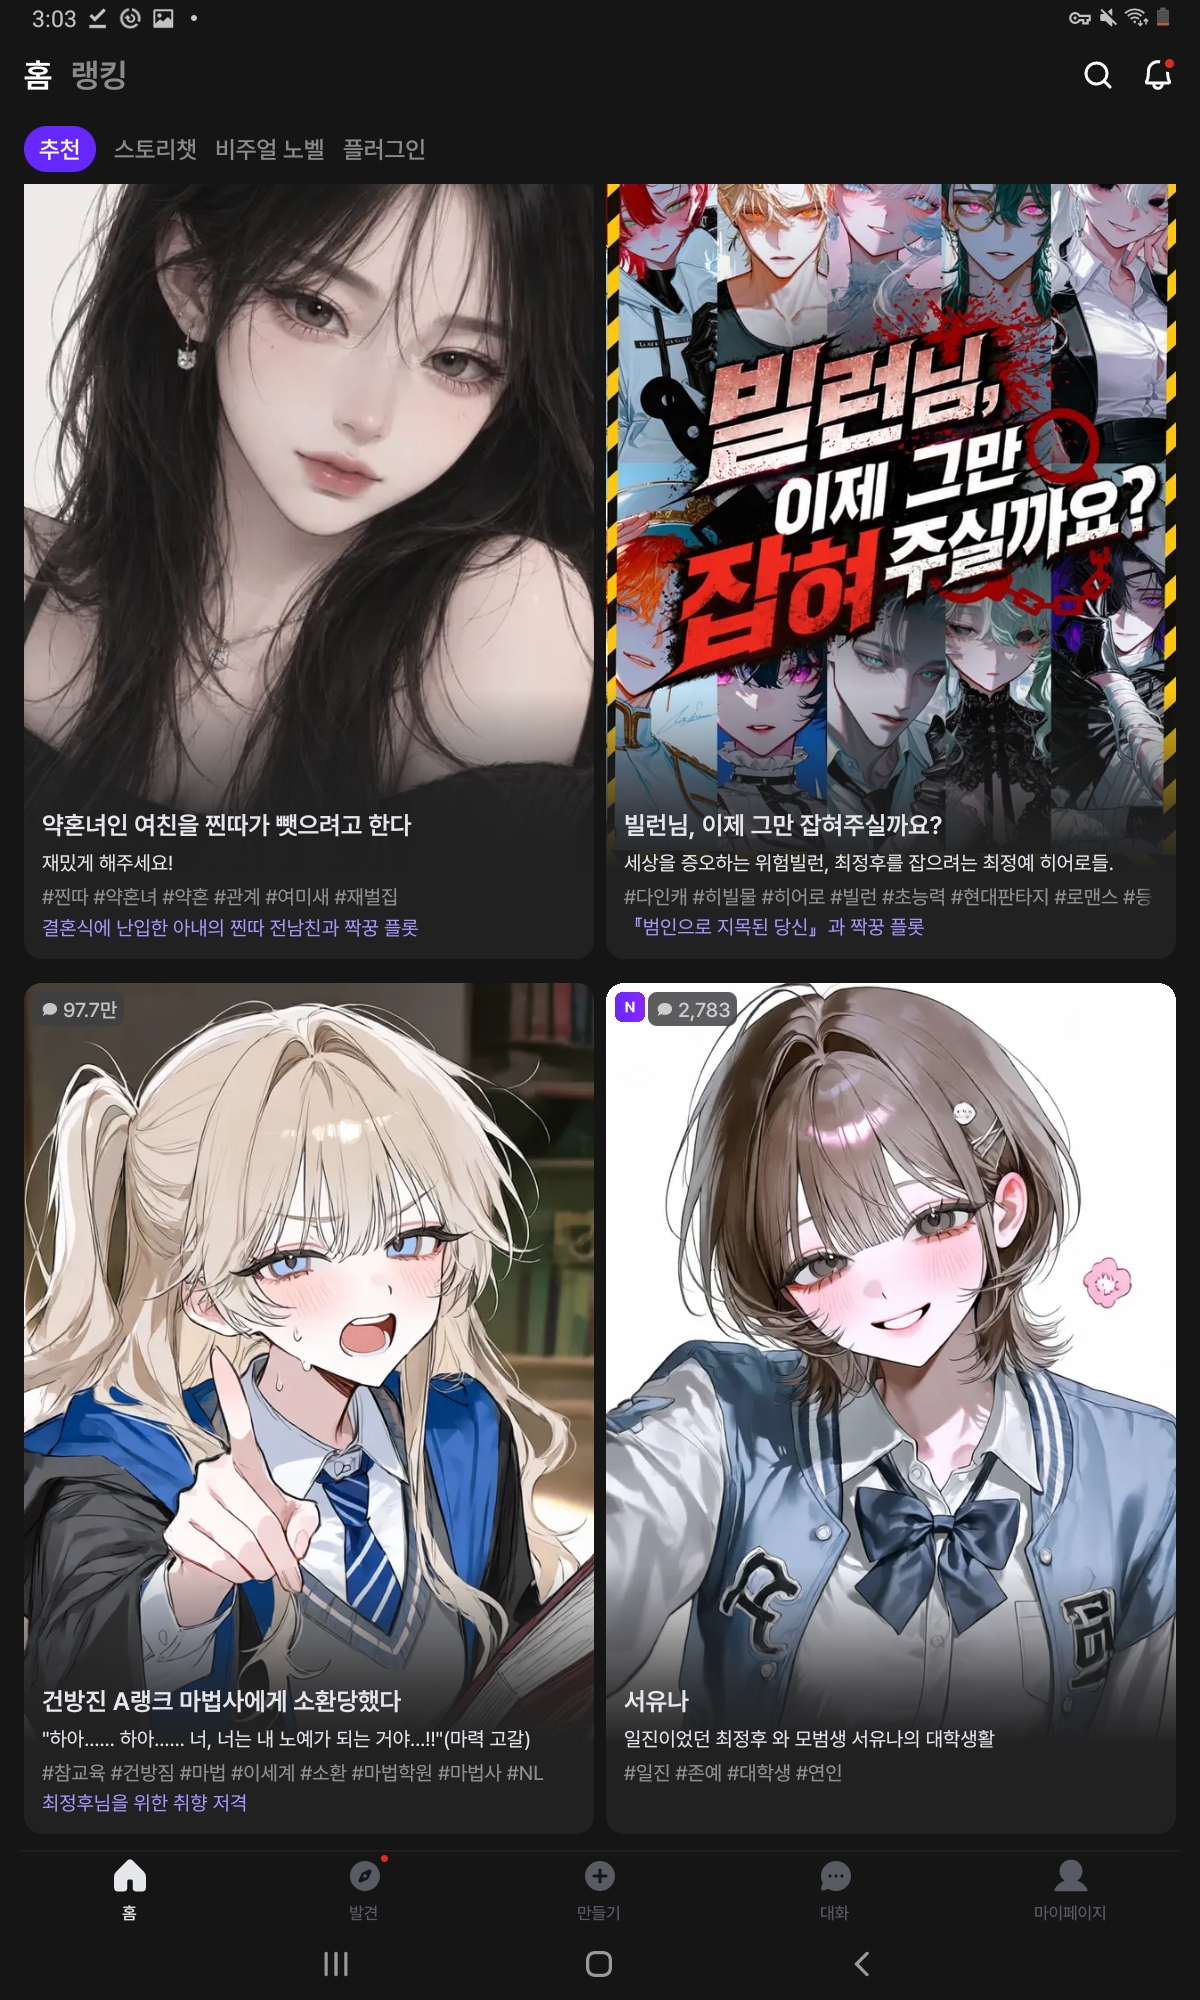 3:03
홈 랭킹
추천 스토리챗 비주얼 노벨 플러그인
약혼녀인 여친을 찐따가 뺏으려고 한다
재밌게 해주세요!
#찐따 #약혼녀 #약혼 #관계 #여미새 #재벌집
결혼식에 난입한 아내의 찐따 전남친과 짝꿍 플롯
빌런님,
이제 그만
잡혀 주실까요?
빌런님, 이제 그만 잡혀주실까요?
세상을 증오하는 위험빌런, 최정후를 잡으려는 최정예 히어로들.
#다인캐 #히빌물 #히어로 #빌런 #초능력 #현대판타지 #로맨스
『범인으로 지목된 당신』 과 짝꿍 플롯
97.7만
건방진 A랭크 마법사에게 소환당했다
"하아...... 하아...... 너, 너는 내 노예가 되는 거야...!!"(마력 고갈)
#참교육 #건방짐 #마법 #이세계 #소환 #마법학원 #마법사 #NL
최정후님을 위한 취향 저격
N 2,783
서유나
일진이었던 최정후 와 모범생 서유나의 대학생활
#일진 #존예 #대학생 #연인
홈 발견 만들기 대화 마이페이지